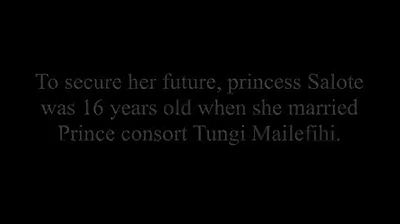 To secure her future, princess Salote
was 16 years old when she married
Prince consort Tungi Mailefihi.